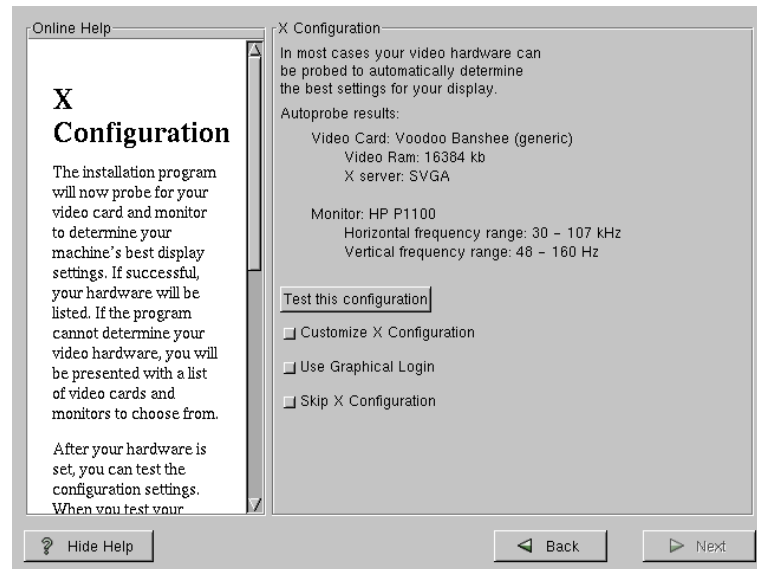 Online Help
X
Configuration
The installation program
will now probe for your
video card and monitor
to determine your
machine's best display
settings. If successful,
your hardware will be
listed. If the program
cannot determine your
video hardware, you will
be presented with a list
of video cards and
monitors to choose from.
After your hardware is
set, you can test the
configuration settings.
When you test your
X Configuration
In most cases your video hardware can
be probed to automatically determine
the best settings for your display.
Autoprobe results:
Video Card: Voodoo Banshee (generic)
Video Ram: 16384 kb
X server: SVGA
Monitor: HP P1100
Horizontal frequency range: 30 - 107 kHz
Vertical frequency range: 48 - 160 Hz
Test this configuration
Customize X Configuration
Use Graphical Login
Skip X Configuration
? Hide Help
Back
Next